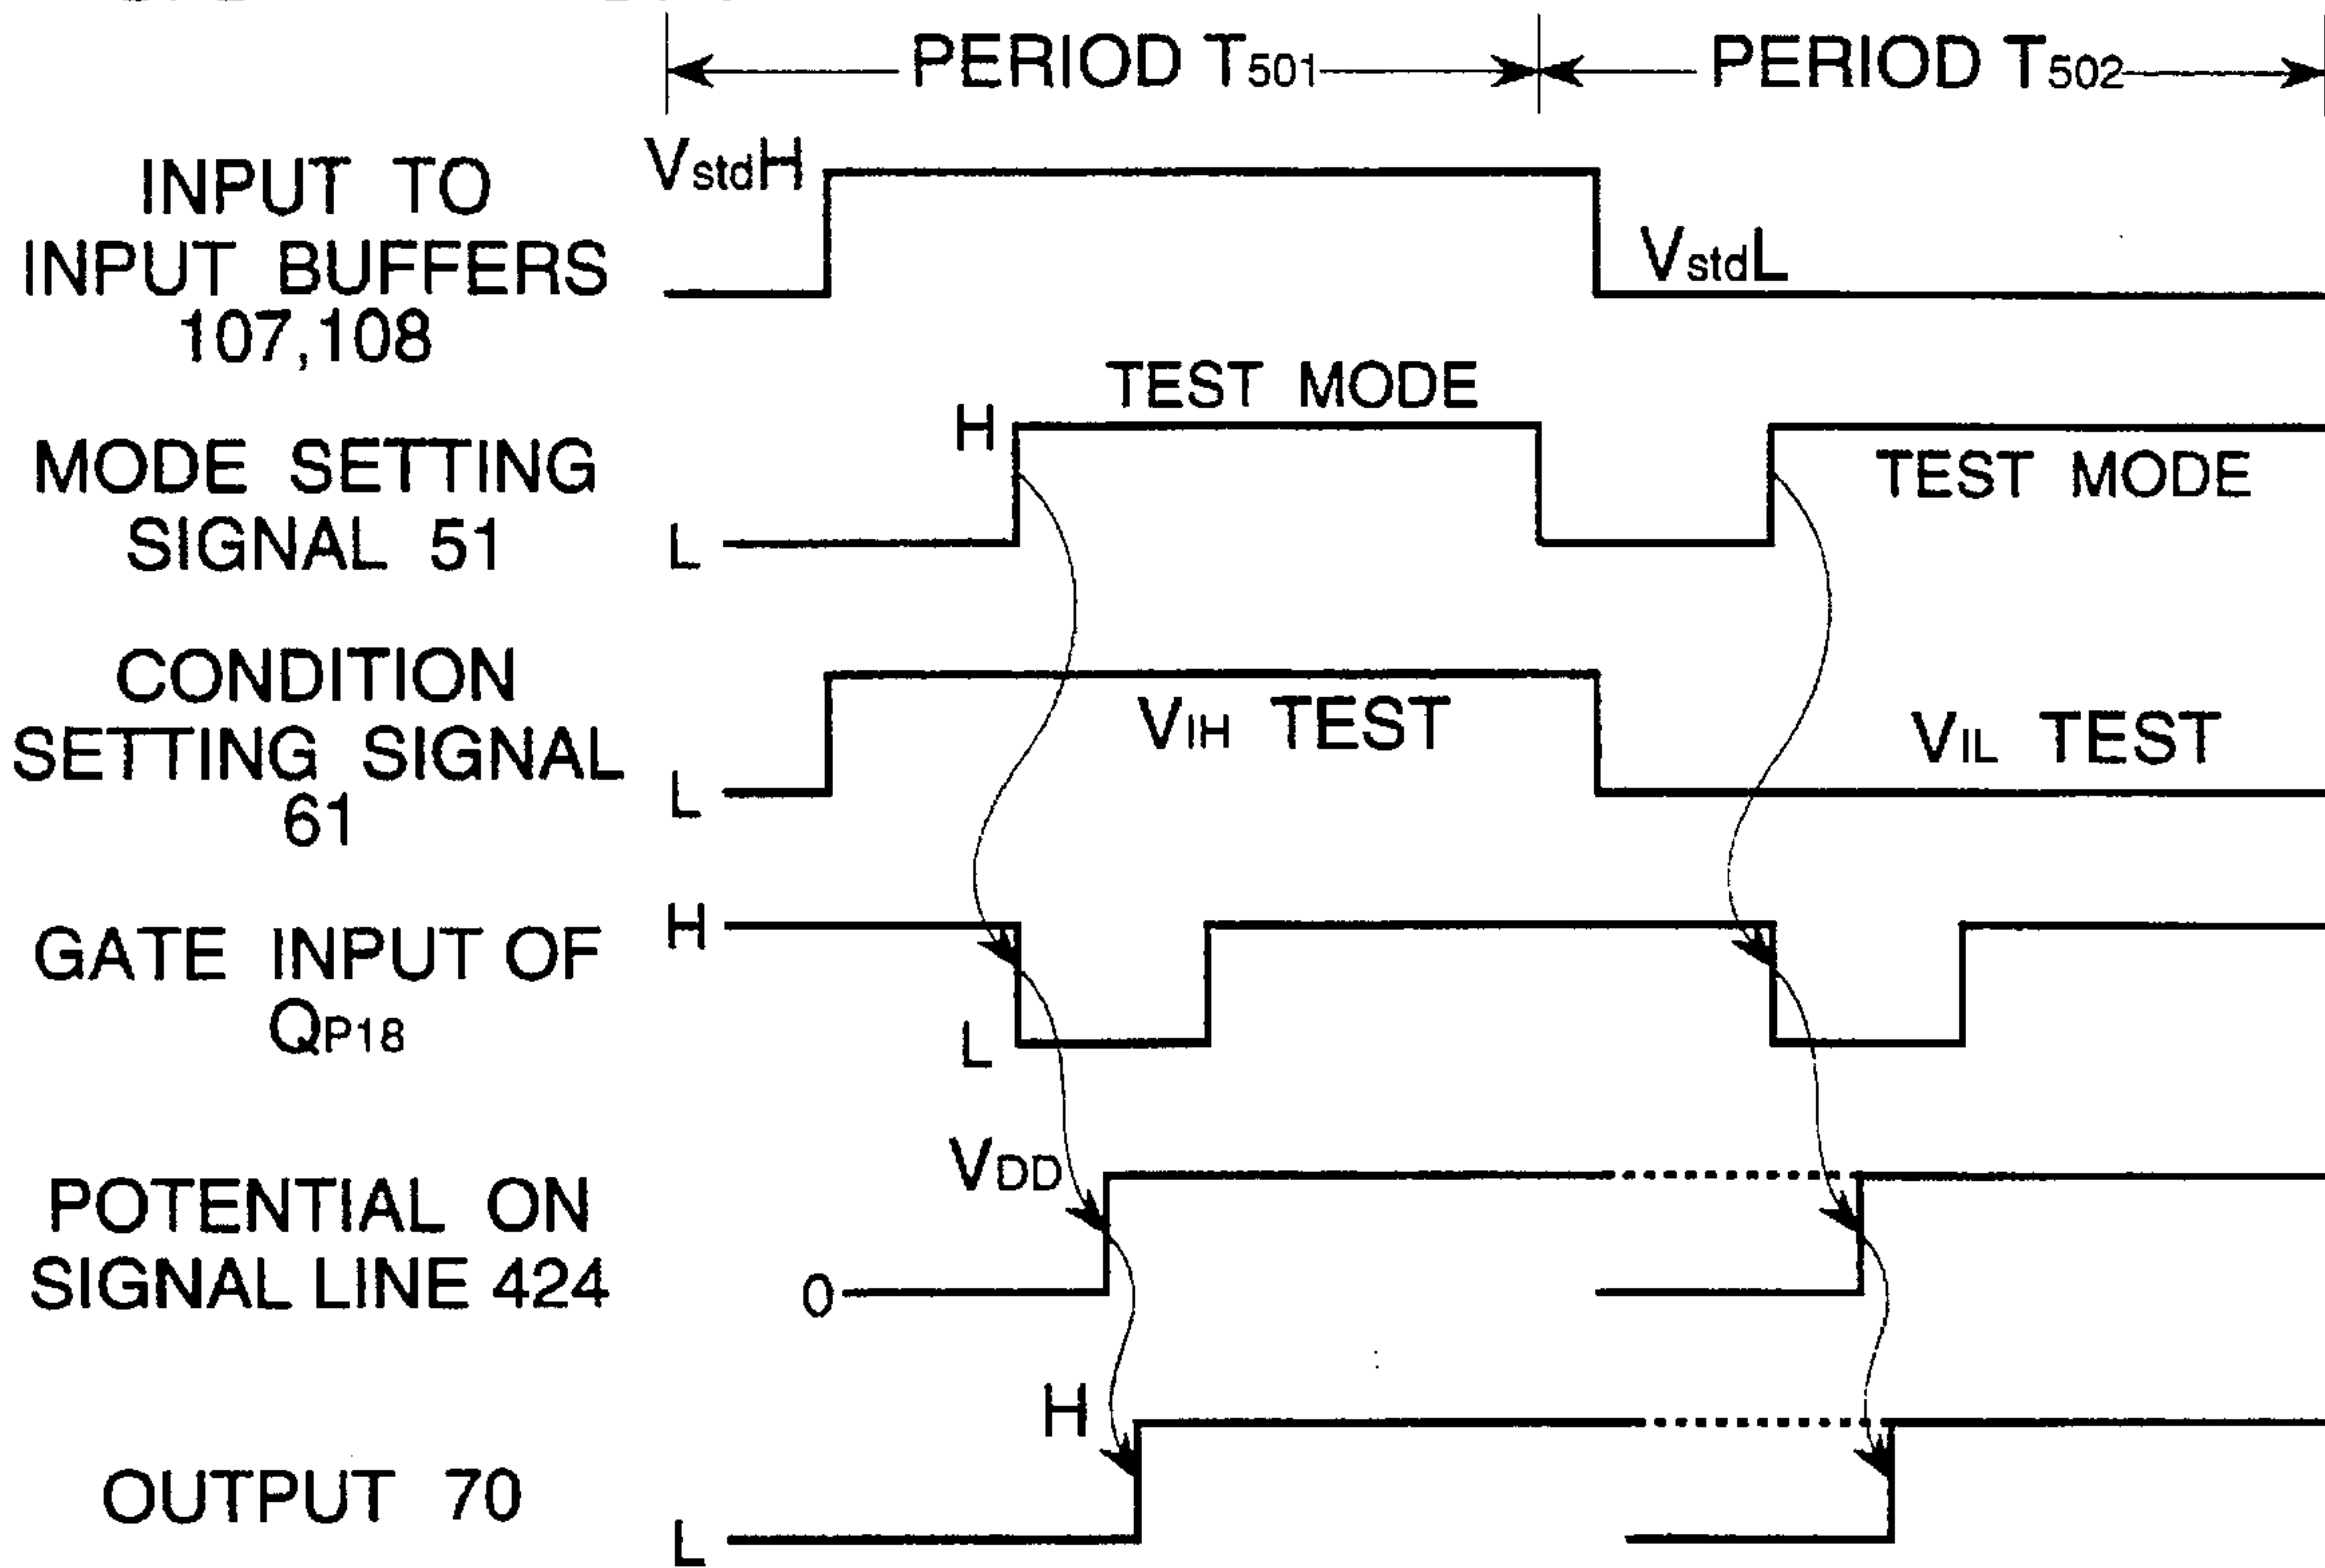 PERIOD T501
PERIOD T502
INPUT TO
INPUT BUFFERS
107,108
VstdH
VstdL
MODE SETTING
SIGNAL 51
H
L
TEST MODE
TEST MODE
CONDITION
SETTING SIGNAL
61
L
VIH TEST
VIL TEST
GATE INPUT OF
QP18
H
L
POTENTIAL ON
SIGNAL LINE 424
VDD
0
OUTPUT 70
H
L